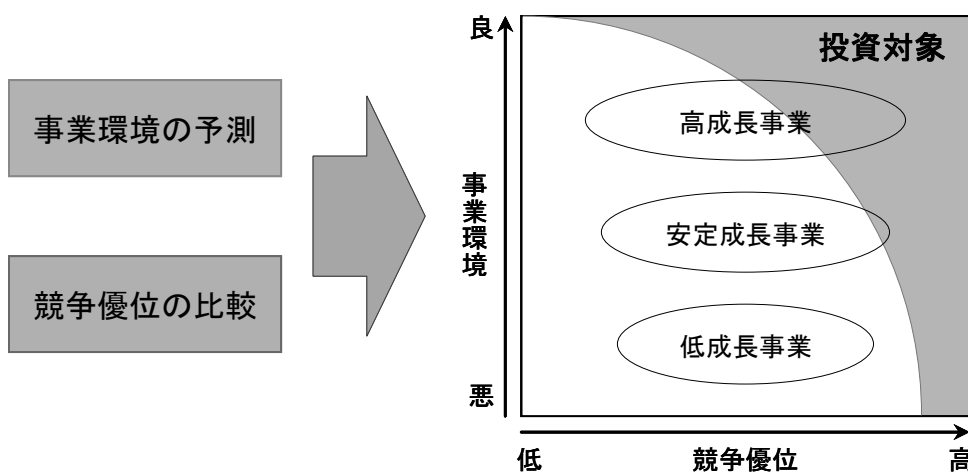 事業環境の予測
競争優位の比較
良
事業環境
悪
投資対象
高成長事業
安定成長事業
低成長事業
低
競争優位
高